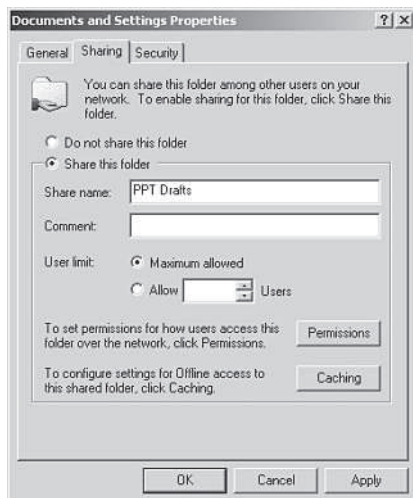 Documents and Settings Properties
General Sharing Security
You can share this folder among other users on your
network. To enable sharing for this folder, click Share this
folder.
Do not share this folder
Share this folder
Share name: PPT Drafts
Comment:
User limit: Maximum allowed
Allow Users
To set permissions for how users access this
folder over the network, click Permissions.
Permissions
To configure settings for Offline access to
this shared folder, click Caching.
Caching
OK Cancel Apply